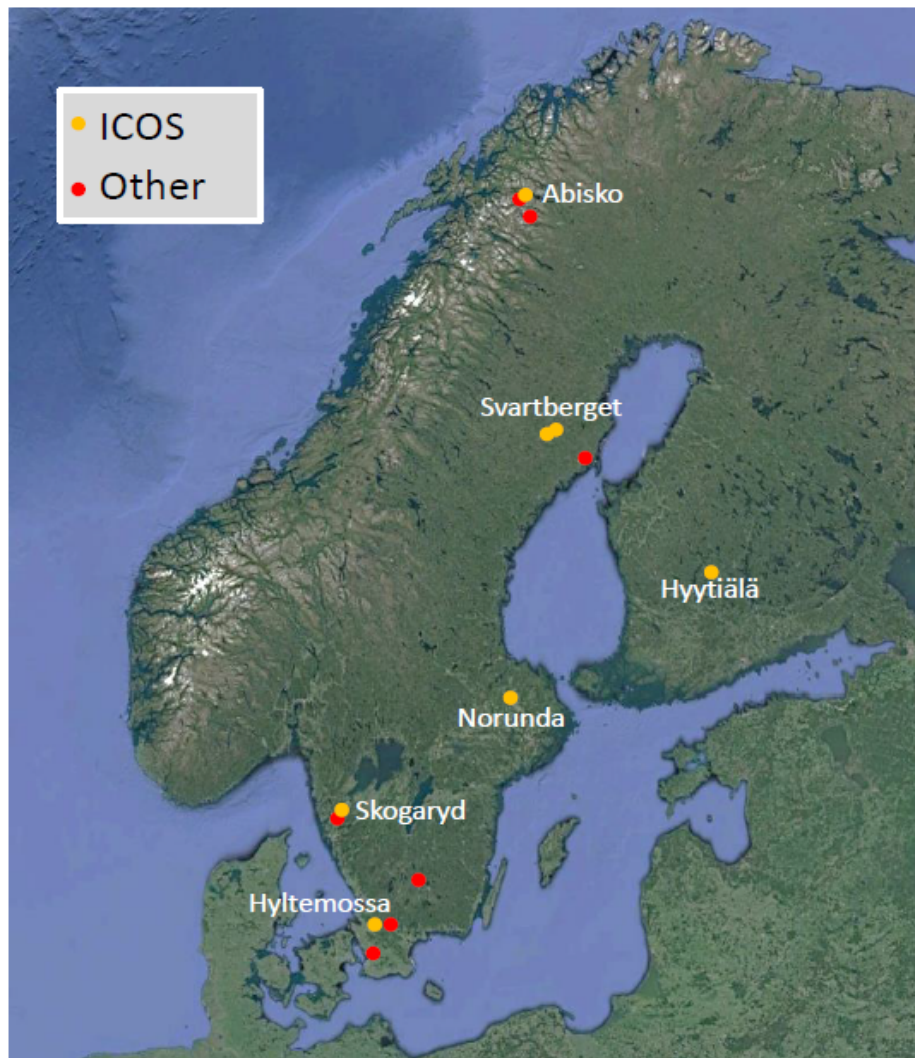 ICOS
Other
Abisko
Svartberget
Hyytiälä
Norunda
Skogaryd
Hyltemossa